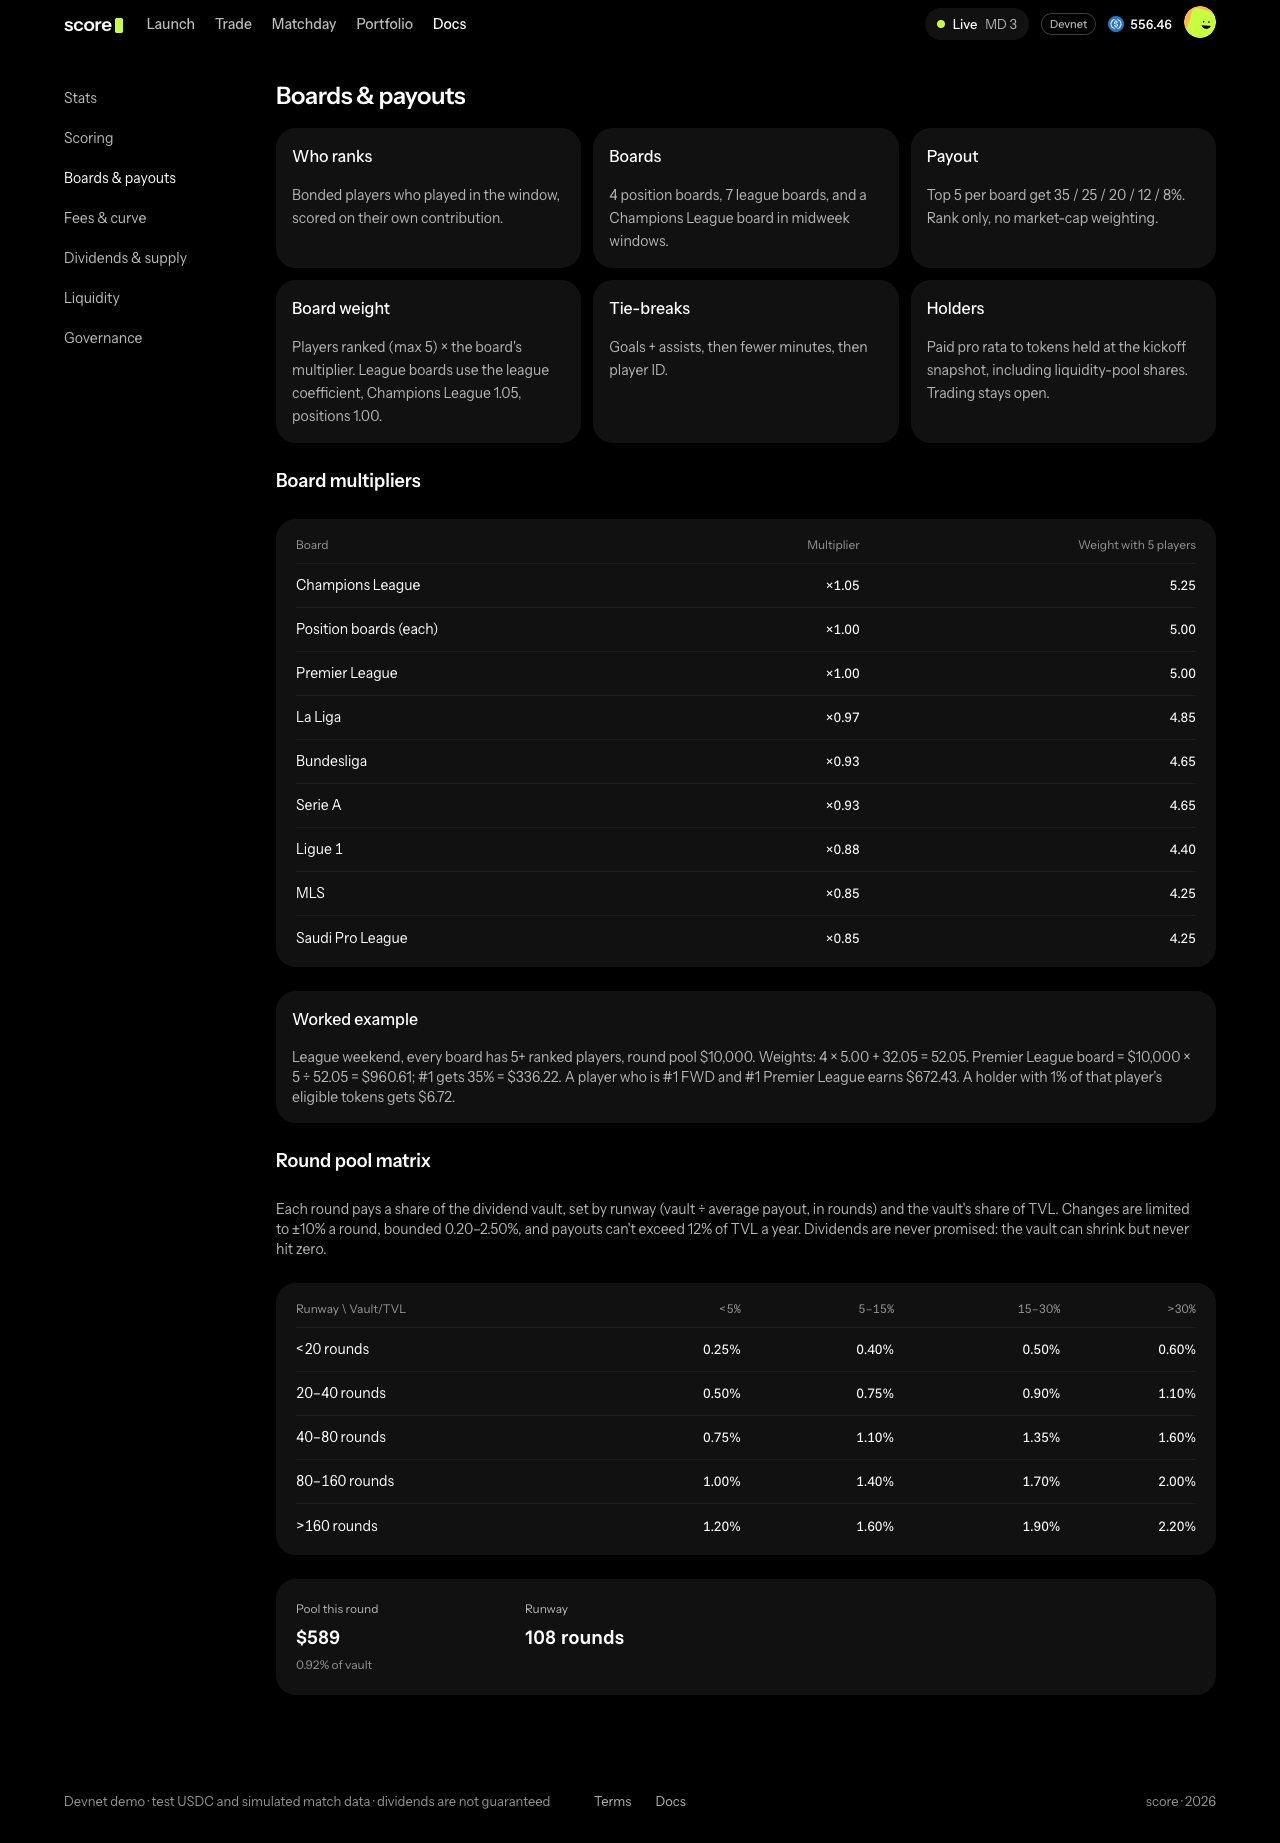 score
Launch Trade Matchday Portfolio Docs
Live MD 3 Devnet 556.46
Stats
Scoring
Boards & payouts
Fees & curve
Dividends & supply
Liquidity
Governance
Boards & payouts
Who ranks
Bonded players who played in the window,
scored on their own contribution.
Boards
4 position boards, 7 league boards, and a
Champions League board in midweek
windows.
Payout
Top 5 per board get 35 / 25 / 20 / 12 / 8%.
Rank only, no market-cap weighting.
Board weight
Players ranked (max 5) × the board's
multiplier. League boards use the league
coefficient, Champions League 1.05,
positions 1.00.
Tie-breaks
Goals + assists, then fewer minutes, then
player ID.
Holders
Paid pro rata to tokens held at the kickoff
snapshot, including liquidity-pool shares.
Trading stays open.
Board multipliers
Board Multiplier Weight with 5 players
Champions League ×1.05 5.25
Position boards (each) ×1.00 5.00
Premier League ×1.00 5.00
La Liga ×0.97 4.85
Bundesliga ×0.93 4.65
Serie A ×0.93 4.65
Ligue 1 ×0.88 4.40
MLS ×0.85 4.25
Saudi Pro League ×0.85 4.25
Worked example
League weekend, every board has 5+ ranked players, round pool $10,000. Weights: 4 × 5.00 + 32.05 = 52.05. Premier League board = $10,000 ×
5 ÷ 52.05 = $960.61; #1 gets 35% = $336.22. A player who is #1 FWD and #1 Premier League earns $672.43. A holder with 1% of that player's
eligible tokens gets $6.72.
Round pool matrix
Each round pays a share of the dividend vault, set by runway (vault ÷ average payout, in rounds) and the vault's share of TVL. Changes are limited
to ±10% a round, bounded 0.20–2.50%, and payouts can't exceed 12% of TVL a year. Dividends are never promised: the vault can shrink but never
hit zero.
Runway \ Vault/TVL <5% 5–15% 15–30% >30%
<20 rounds 0.25% 0.40% 0.50% 0.60%
20–40 rounds 0.50% 0.75% 0.90% 1.10%
40–80 rounds 0.75% 1.10% 1.35% 1.60%
80–160 rounds 1.00% 1.40% 1.70% 2.00%
>160 rounds 1.20% 1.60% 1.90% 2.20%
Pool this round
$589
0.92% of vault
Runway
108 rounds
Devnet demo · test USDC and simulated match data · dividends are not guaranteed Terms Docs score · 2026